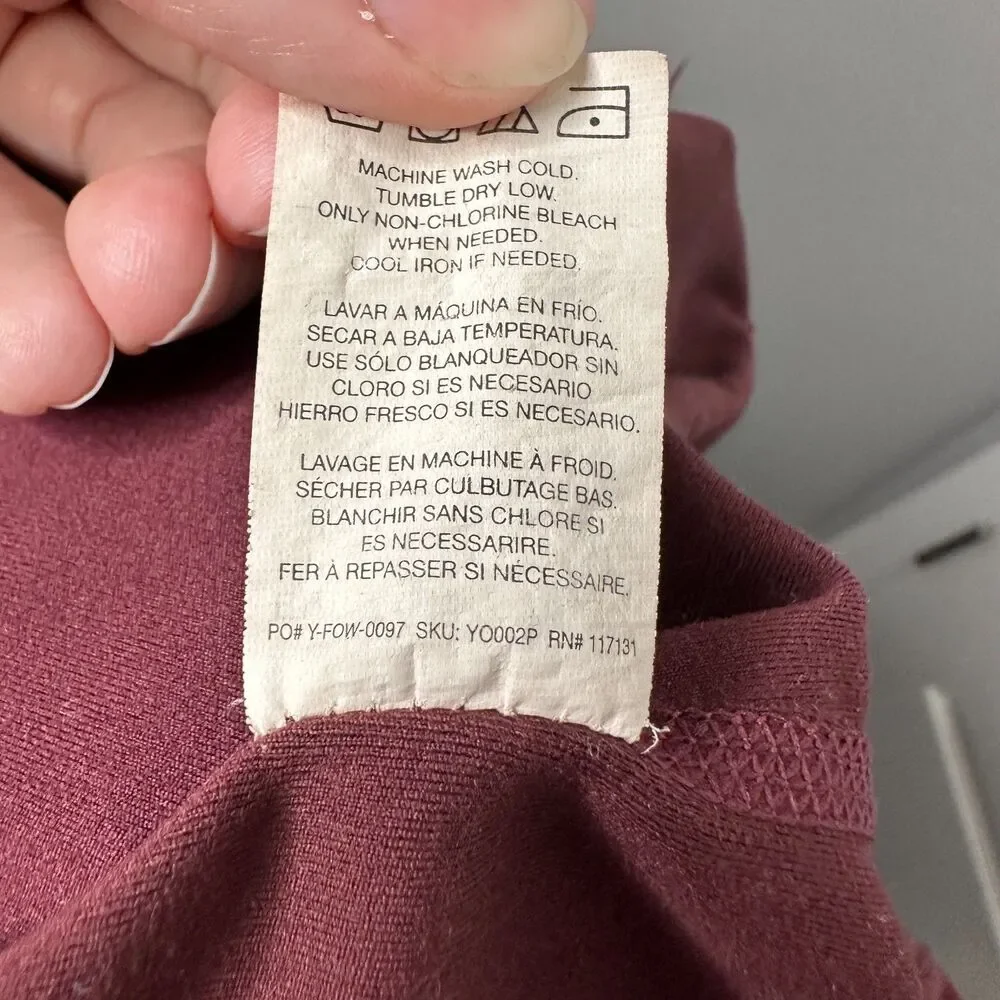 MACHINE WASH COLD.
TUMBLE DRY LOW.
ONLY NON-CHLORINE BLEACH
WHEN NEEDED.
COOL IRON IF NEEDED.
LAVAR A MÁQUINA EN FRÍO.
SECAR A BAJA TEMPERATURA.
USE SÓLO BLANQUEADOR SIN
CLORO SI ES NECESARIO
HIERRO FRESCO SI ES NECESARIO.
LAVAGE EN MACHINE À FROID.
SÉCHER PAR CULBUTAGE BAS.
BLANCHIR SANS CHLORE SI
ES NECESSARIRE.
FER À REPASSER SI NÉCESSAIRE.
PO# Y-FOW-0097 SKU: YO002P RN# 117131